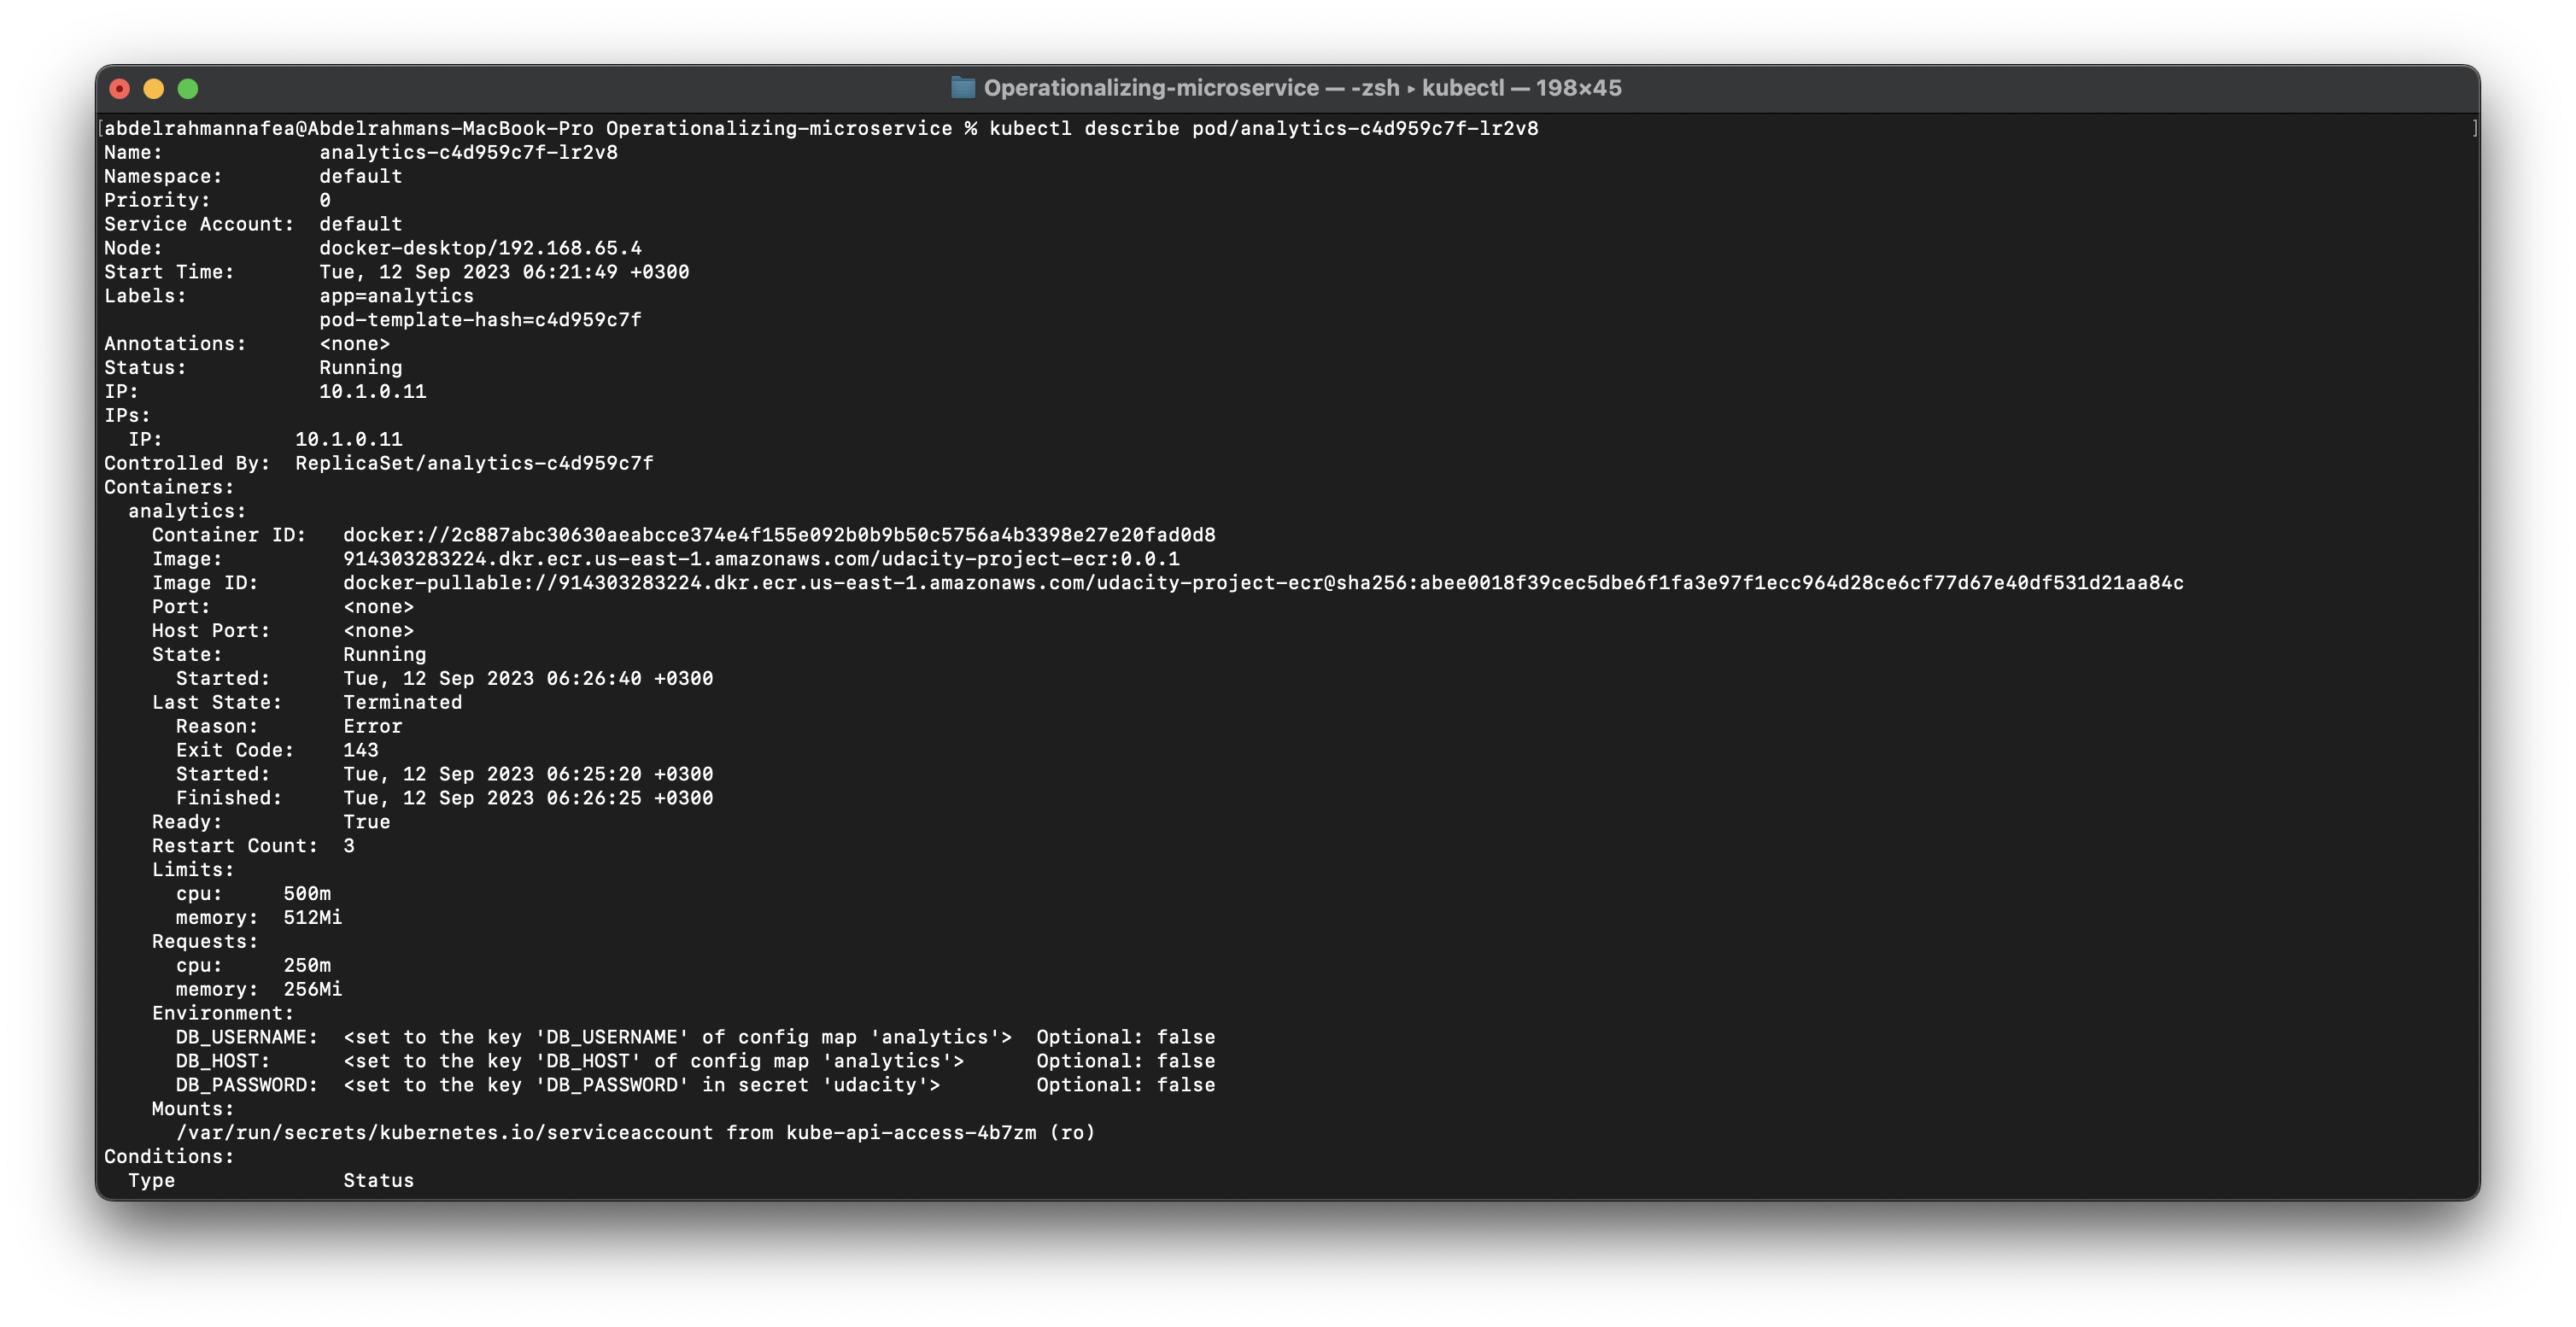 Operationalizing-microservice — -zsh ▸ kubectl — 198×45
[abdelrahmannafea@Abdelrahmans-MacBook-Pro Operationalizing-microservice % kubectl describe pod/analytics-c4d959c7f-lr2v8 ]
Name:             analytics-c4d959c7f-lr2v8
Namespace:        default
Priority:         0
Service Account:  default
Node:             docker-desktop/192.168.65.4
Start Time:       Tue, 12 Sep 2023 06:21:49 +0300
Labels:           app=analytics
                  pod-template-hash=c4d959c7f
Annotations:      <none>
Status:           Running
IP:               10.1.0.11
IPs:
  IP:           10.1.0.11
Controlled By:  ReplicaSet/analytics-c4d959c7f
Containers:
  analytics:
    Container ID:   docker://2c887abc30630aeabcce374e4f155e092b0b9b50c5756a4b3398e27e20fad0d8
    Image:          914303283224.dkr.ecr.us-east-1.amazonaws.com/udacity-project-ecr:0.0.1
    Image ID:       docker-pullable://914303283224.dkr.ecr.us-east-1.amazonaws.com/udacity-project-ecr@sha256:abee0018f39cec5dbe6f1fa3e97f1ecc964d28ce6cf77d67e40df531d21aa84c
    Port:           <none>
    Host Port:      <none>
    State:          Running
      Started:      Tue, 12 Sep 2023 06:26:40 +0300
    Last State:     Terminated
      Reason:       Error
      Exit Code:    143
      Started:      Tue, 12 Sep 2023 06:25:20 +0300
      Finished:     Tue, 12 Sep 2023 06:26:25 +0300
    Ready:          True
    Restart Count:  3
    Limits:
      cpu:     500m
      memory:  512Mi
    Requests:
      cpu:     250m
      memory:  256Mi
    Environment:
      DB_USERNAME:  <set to the key 'DB_USERNAME' of config map 'analytics'>  Optional: false
      DB_HOST:      <set to the key 'DB_HOST' of config map 'analytics'>      Optional: false
      DB_PASSWORD:  <set to the key 'DB_PASSWORD' in secret 'udacity'>        Optional: false
    Mounts:
      /var/run/secrets/kubernetes.io/serviceaccount from kube-api-access-4b7zm (ro)
Conditions:
  Type              Status